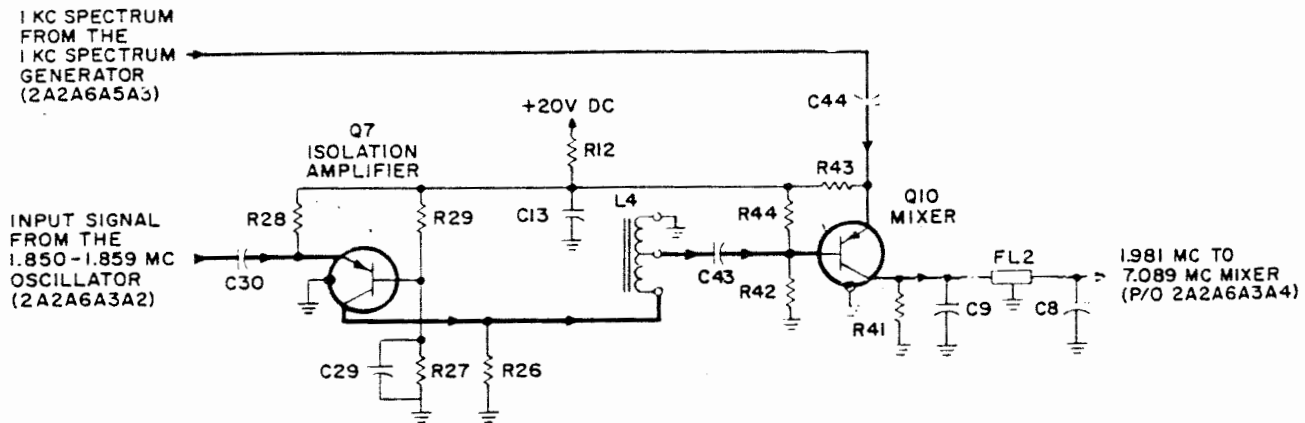 1 KC SPECTRUM
FROM THE
1 KC SPECTRUM
GENERATOR
(2A2A6A5A3)
C44
+20V DC
Q7
ISOLATION
AMPLIFIER
R12
R43
Q10
MIXER
L4
R28
R29
C13
R44
INPUT SIGNAL
FROM THE
1.850-1.859 MC
OSCILLATOR
(2A2A6A3A2)
C30
C43
R42
FL2
1.981 MC TO
7.089 MC MIXER
(P/O 2A2A6A3A4)
R41
C9
C8
C29
R27
R26